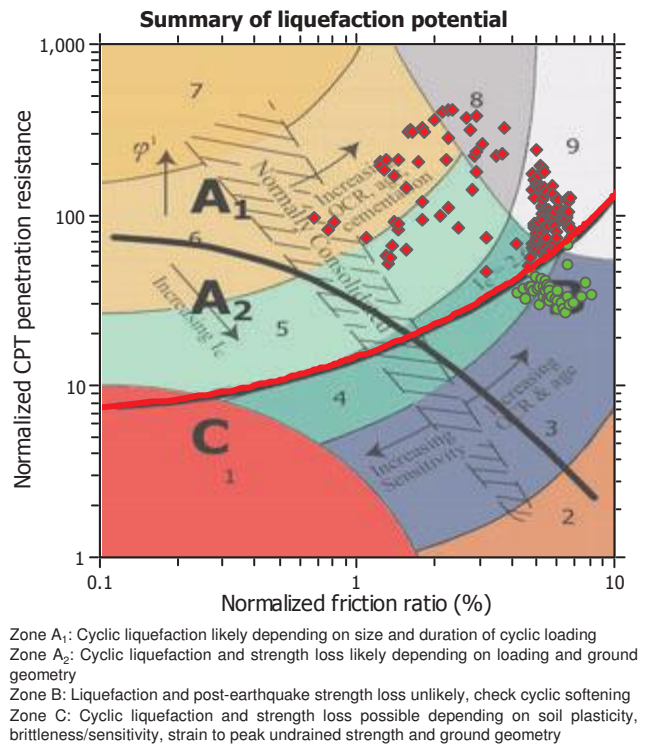 Summary of liquefaction potential
Normalized CPT penetration resistance
1,000
100
10
1
7
8
9
φ'
Increasing
OCR, age,
cementation
A1
Normally Consolidated
6
A2
Increasing Ic
5
B
4
Increasing
OCR & age
C
1
Increasing
Sensitivity
3
2
0.1
1
10
Normalized friction ratio (%)
Zone A1: Cyclic liquefaction likely depending on size and duration of cyclic loading
Zone A2: Cyclic liquefaction and strength loss likely depending on loading and ground
geometry
Zone B: Liquefaction and post-earthquake strength loss unlikely, check cyclic softening
Zone C: Cyclic liquefaction and strength loss possible depending on soil plasticity,
brittleness/sensitivity, strain to peak undrained strength and ground geometry